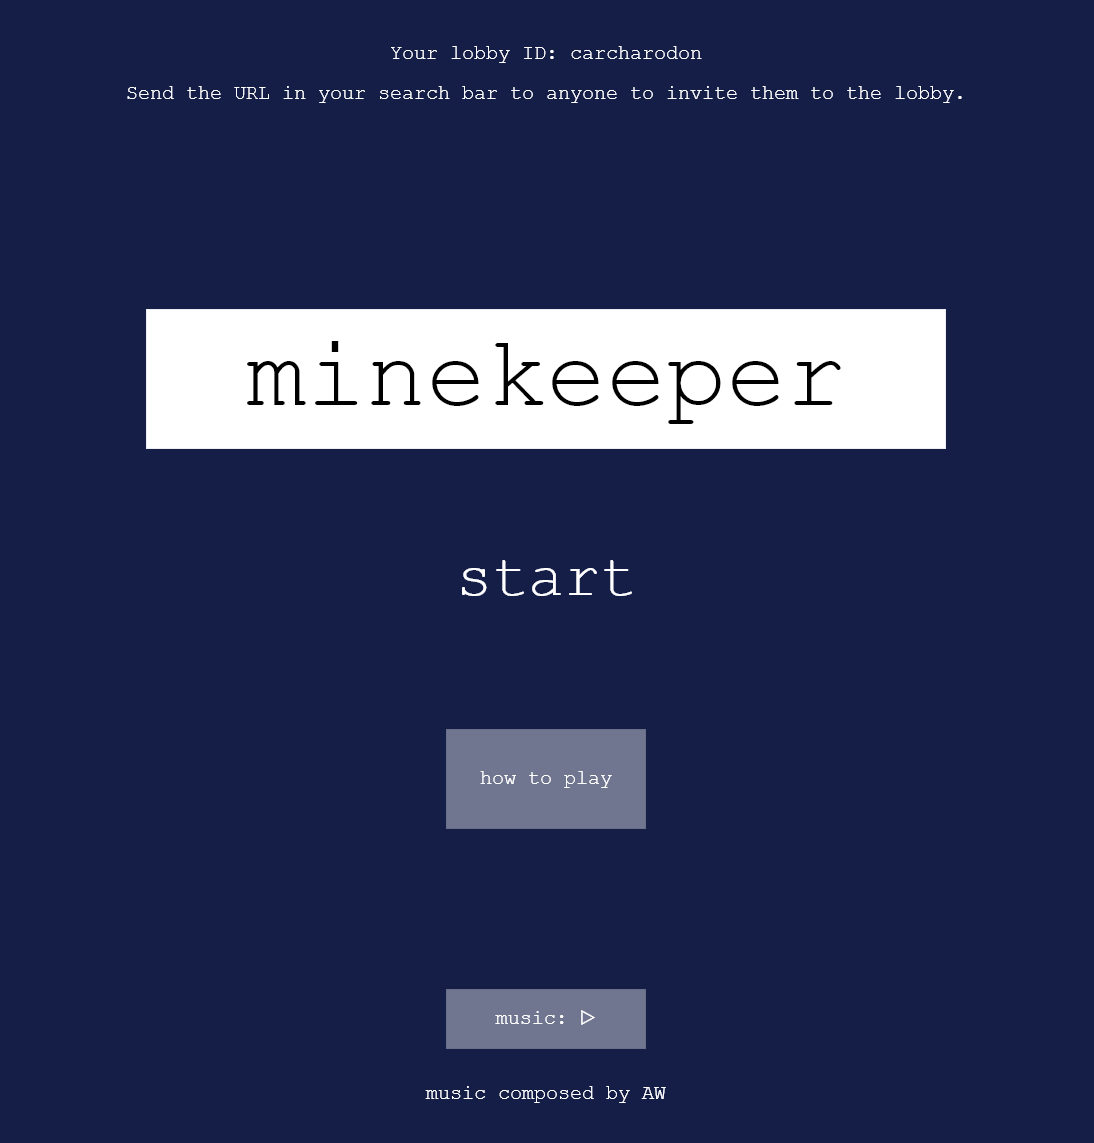 Your lobby ID: carcharodon
Send the URL in your search bar to anyone to invite them to the lobby.
minekeeper
start
how to play
music: ▷
music composed by AW